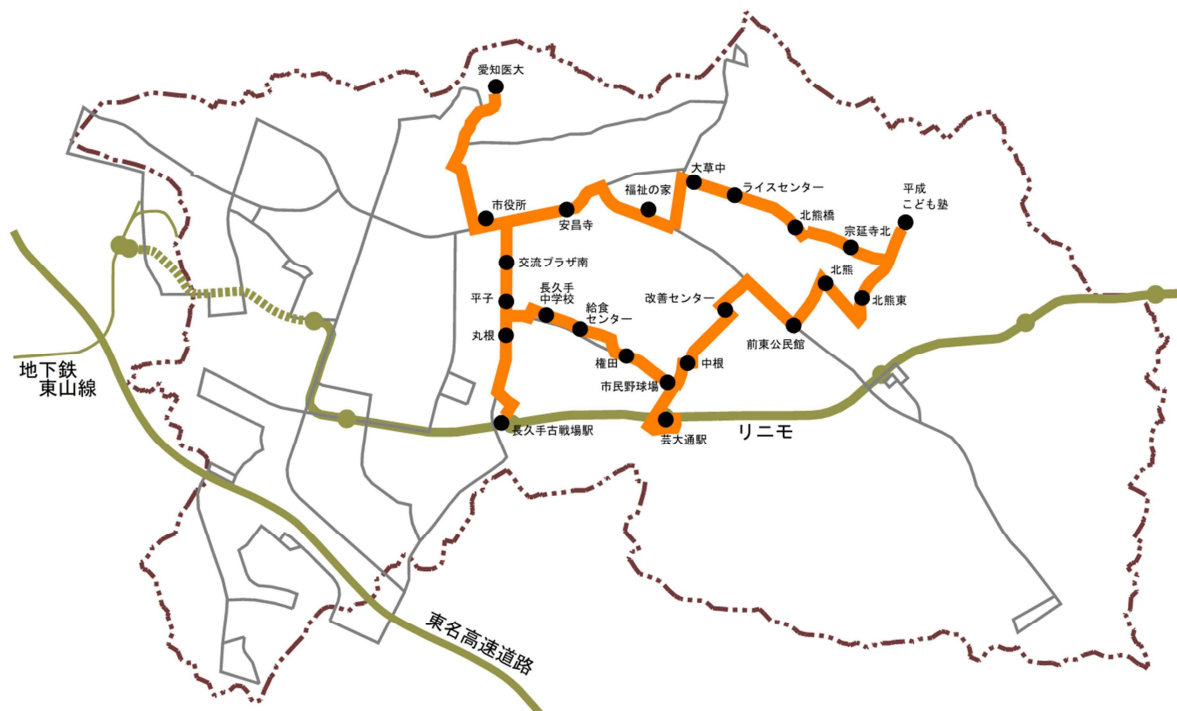 愛知医大
大草中
ライスセンター
福祉の家
平成
こども塾
市役所
安昌寺
北熊橋
宗延寺北
交流プラザ南
長久手
中学校
平子
給食
センター
改善センター
北熊
北熊東
丸根
前東公民館
権田
中根
市民野球場
地下鉄
東山線
長久手古戦場駅
芸大通駅
リニモ
東名高速道路